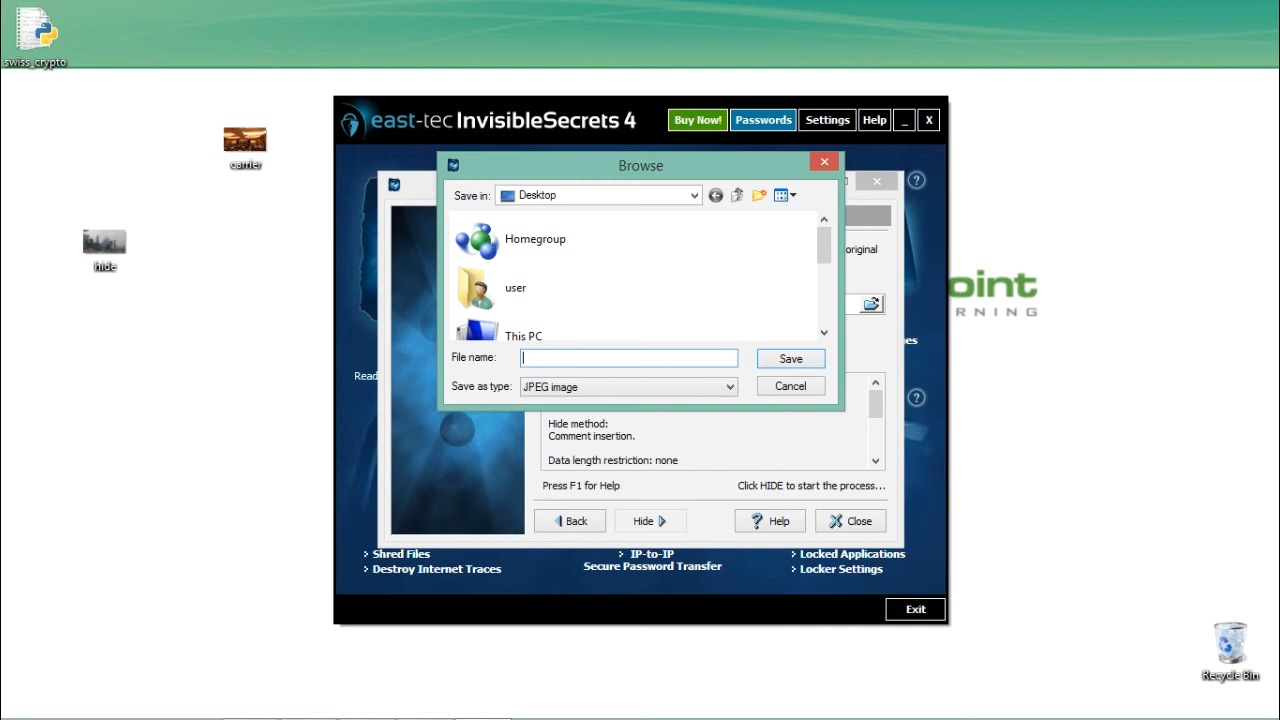 swiss_crypto
carrier
hide
east-tec InvisibleSecrets 4
Buy Now!
Passwords
Settings
Help
_
X
Browse
Save in:
Desktop
Homegroup
user
This PC
File name:
Save
Save as type:
JPEG image
Cancel
original
oint
RNING
es
Read
Hide method:
Comment insertion.
Data length restriction: none
Press F1 for Help
Click HIDE to start the process...
Back
Hide
Help
Close
Shred Files
Destroy Internet Traces
IP-to-IP
Secure Password Transfer
Locked Applications
Locker Settings
Exit
Recycle Bin